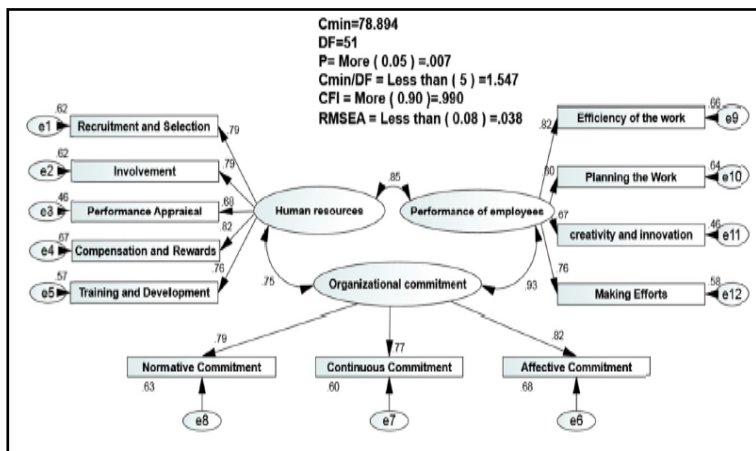 Cmin=78.894
DF=51
P= More ( 0.05 ) =.007
Cmin/DF = Less than ( 5 ) =1.547
CFI = More ( 0.90 )=.990
RMSEA = Less than ( 0.08 ) =.038
.62
e1
Recruitment and Selection
.79
.62
e2
Involvement
.79
.46
e3
Performance Appraisal
.68
.67
e4
Compensation and Rewards
.82
.57
e5
Training and Development
.76
Human resources
.85
Performance of employees
.82
Efficiency of the work
.66
e9
Planning the Work
.64
e10
.67
creativity and innovation
.46
e11
.76
Making Efforts
.58
e12
.75
Organizational commitment
.93
.79
Normative Commitment
.63
e8
.77
Continuous Commitment
.60
e7
.82
Affective Commitment
.68
e6